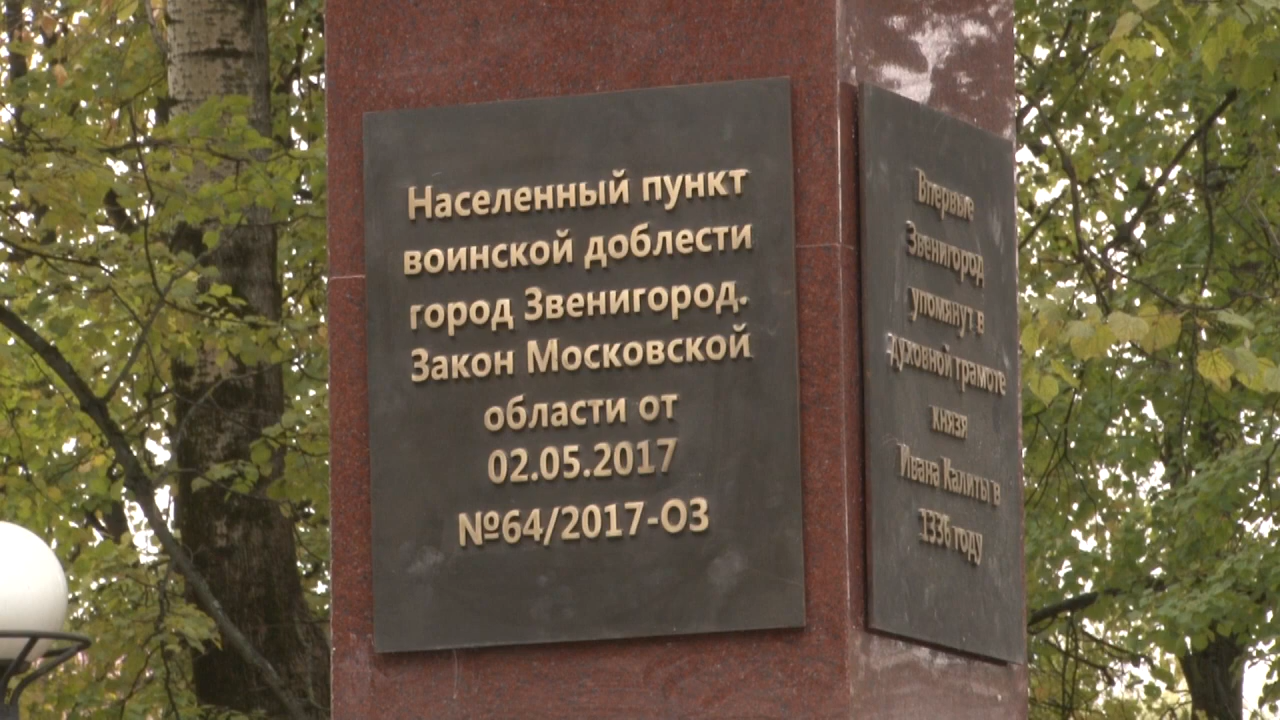 Населенный пункт
воинской доблести
город Звенигород.
Закон Московской
области от
02.05.2017
№64/2017-ОЗ
Впервые
Звенигород
упомянут в
духовной грамоте
князя
Ивана Калиты в
1336 году